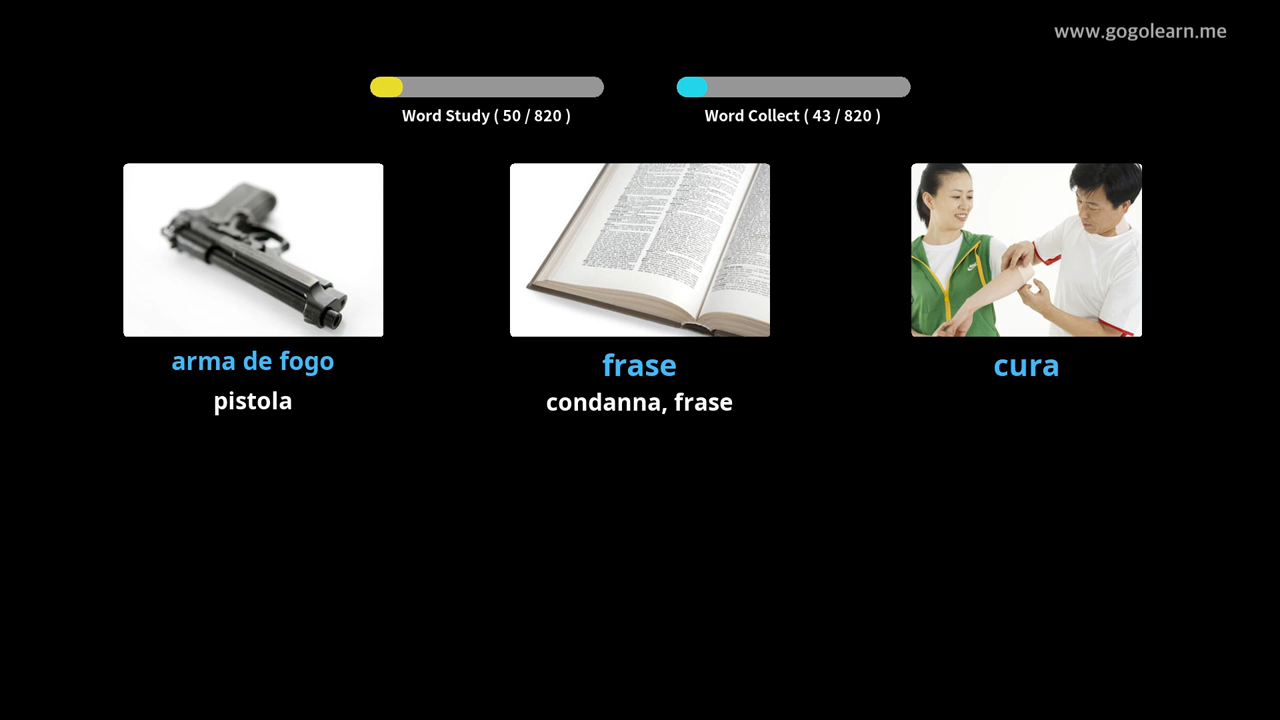 www.gogolearn.me
Word Study ( 50 / 820 )
Word Collect ( 43 / 820 )
arma de fogo
frase
cura
pistola
condanna, frase